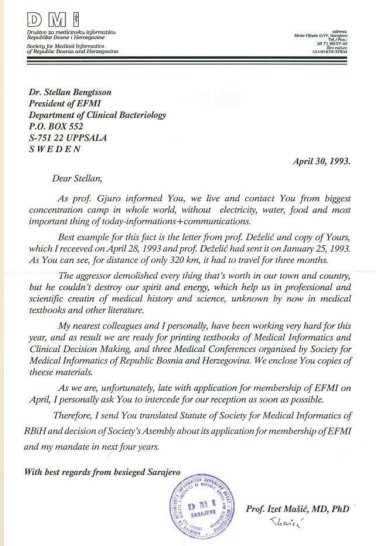 DMI
Društvo za medicinsku informatiku
Republike Bosne i Hercegovine
Society for Medical Informatics
of Republic Bosnia and Herzegovina
Dr. Stellan Bengtsson
President of EFMI
Department of Clinical Bacteriology
P.O. BOX 552
S-751 22 UPPSALA
S W E D E N
April 30, 1993.
Dear Stellan,
As prof. Gjuro informed You, we live and contact You from biggest
concentration camp in whole world, without electricity, water, food and most
important thing of today-informations+communications.
Best example for this fact is the letter from prof. Deželić and copy of Yours,
which I receeved on April 28, 1993 and prof. Deželić had sent it on January 25, 1993.
As You can see, for distance of only 320 km, it had to travel for three months.
The aggressor demolished every thing that's worth in our town and country,
but he couldn't destroy our spirit and energy, which help us in professional and
scientific creatin of medical history and science, unknown by now in medical
textbooks and other literature.
My nearest colleagues and I personally, have been working very hard for this
year, and as result we are ready for printing textbooks of Medical Informatics and
Clinical Decision Making, and three Medical Conferences organised by Society for
Medical Informatics of Republic Bosnia and Herzegovina. We enclose You copies of
theese materials.
As we are, unfortunately, late with application for membership of EFMI on
April, I personally ask You to intercede for our reception as soon as possible.
Therefore, I send You translated Statute of Society for Medical Informatics of
RBiH and decision of Society's Asembly about its application for membership of EFMI
and my mandate in next four years.
With best regards from besieged Sarajevo
DMI
SARAJEVO
Prof. Izet Mašić, MD, PhD